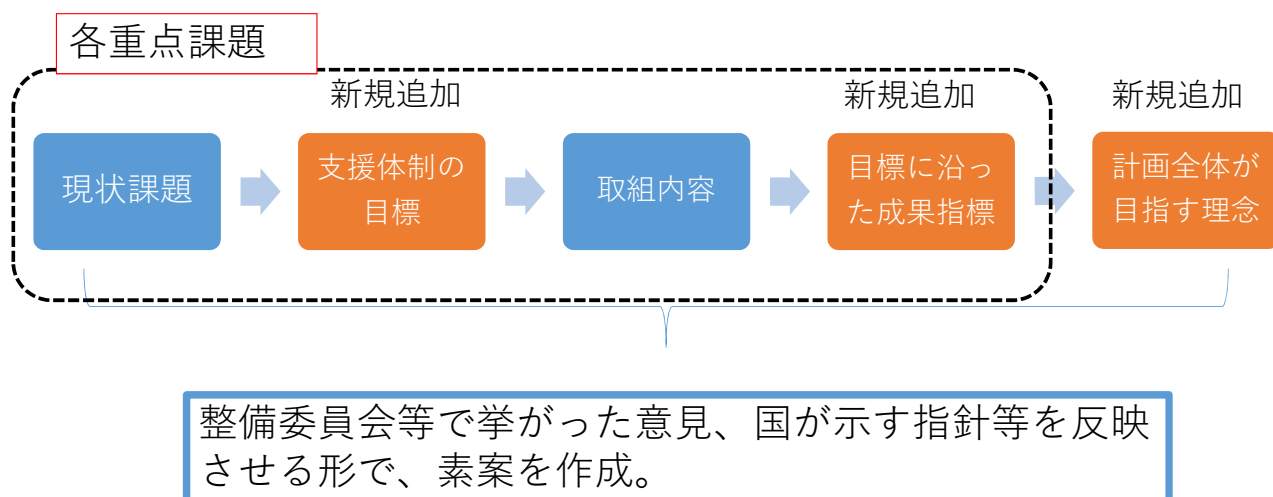 各重点課題
新規追加
新規追加
新規追加
現状課題
支援体制の
目標
取組内容
目標に沿っ
た成果指標
計画全体が
目指す理念
整備委員会等で挙がった意見、国が示す指針等を反映
させる形で、素案を作成。